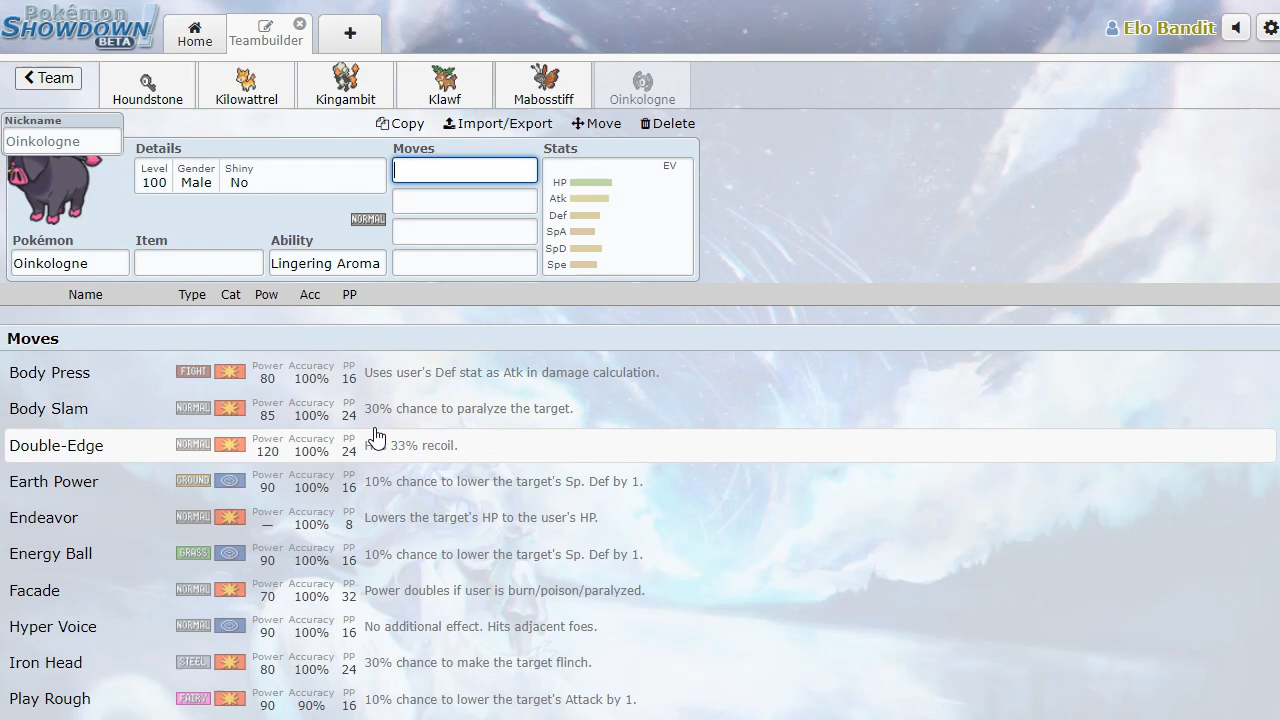 Pokémon
SHOWDOWN!
BETA
Home
Teambuilder
+
Elo Bandit
Team
Houndstone
Kilowattrel
Kingambit
Klawf
Mabosstiff
Oinkologne
Nickname
Oinkologne
Copy
Import/Export
Move
Delete
Details
Level
Gender
Shiny
100
Male
No
NORMAL
Pokémon
Item
Ability
Oinkologne
Lingering Aroma
Moves
Stats
EV
HP
Atk
Def
SpA
SpD
Spe
Name Type Cat Pow Acc PP
Moves
Body Press FIGHT Power 80 Accuracy 100% PP 16 Uses user's Def stat as Atk in damage calculation.
Body Slam NORMAL Power 85 Accuracy 100% PP 24 30% chance to paralyze the target.
Double-Edge NORMAL Power 120 Accuracy 100% PP 24 33% recoil.
Earth Power GROUND Power 90 Accuracy 100% PP 16 10% chance to lower the target's Sp. Def by 1.
Endeavor NORMAL Power — Accuracy 100% PP 8 Lowers the target's HP to the user's HP.
Energy Ball GRASS Power 90 Accuracy 100% PP 16 10% chance to lower the target's Sp. Def by 1.
Facade NORMAL Power 70 Accuracy 100% PP 32 Power doubles if user is burn/poison/paralyzed.
Hyper Voice NORMAL Power 90 Accuracy 100% PP 16 No additional effect. Hits adjacent foes.
Iron Head STEEL Power 80 Accuracy 100% PP 24 30% chance to make the target flinch.
Play Rough FAIRY Power 90 Accuracy 90% PP 16 10% chance to lower the target's Attack by 1.